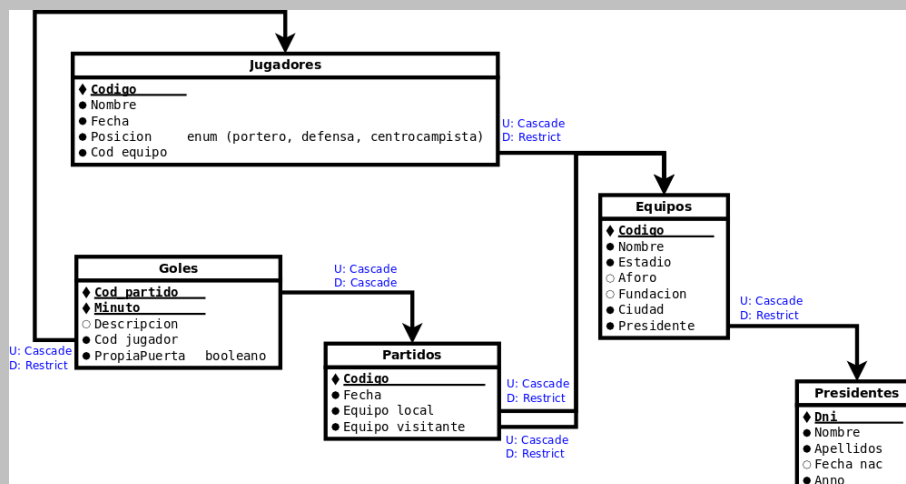 Jugadores
Codigo
Nombre
Fecha
Posicion enum (portero, defensa, centrocampista)
Cod equipo
U: Cascade
D: Restrict
Equipos
Codigo
Nombre
Estadio
Aforo
Fundacion
Ciudad
Presidente
Goles
Cod partido
Minuto
Descripcion
Cod jugador
PropiaPuerta booleano
U: Cascade
D: Cascade
U: Cascade
D: Restrict
Partidos
Codigo
Fecha
Equipo local
Equipo visitante
U: Cascade
D: Restrict
U: Cascade
D: Restrict
U: Cascade
D: Restrict
Presidentes
Dni
Nombre
Apellidos
Fecha nac
Anno